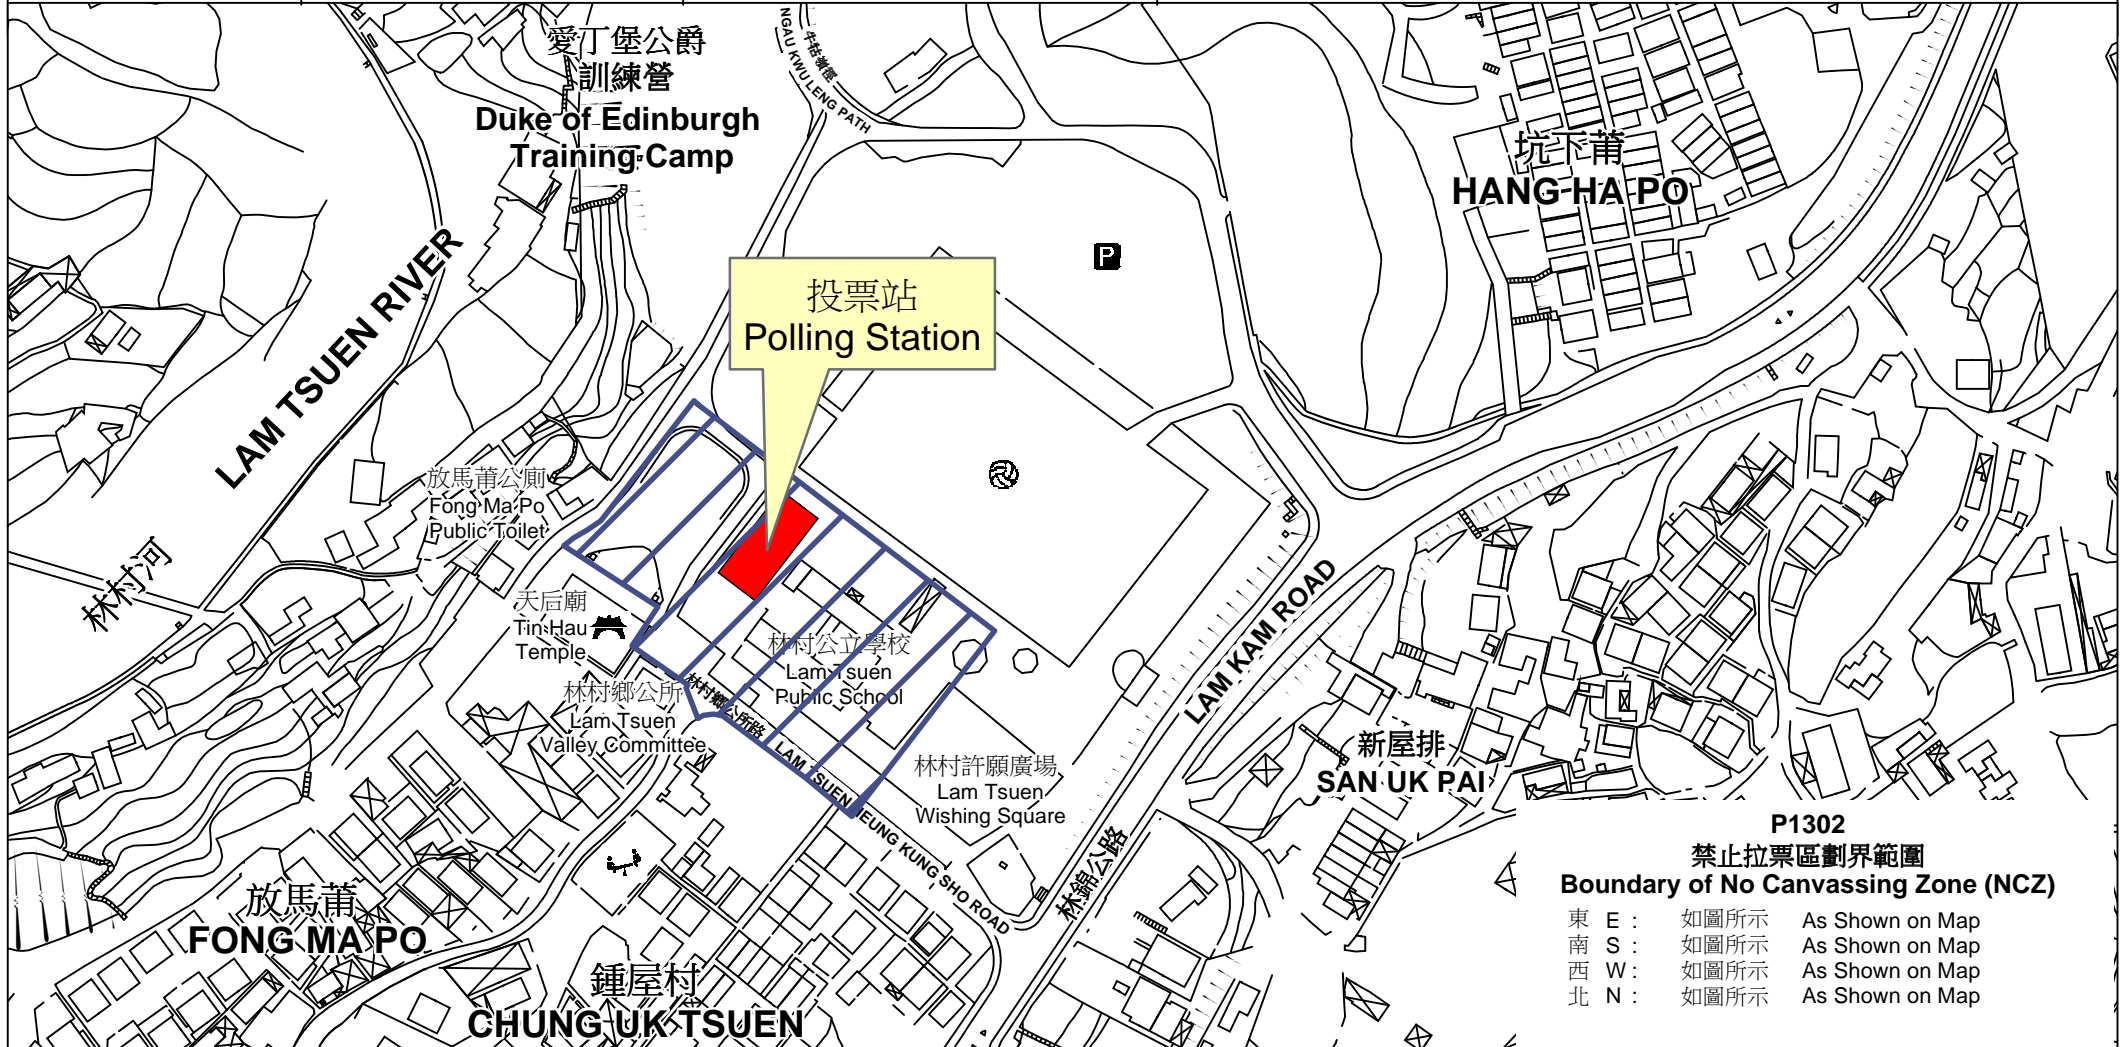 愛丁堡公爵
訓練營
Duke of Edinburgh
Training Camp
牛牯嶺徑
NGAU KWU LENG PATH
坑下莆
HANG HA PO
P
投票站
Polling Station
LAM TSUEN RIVER
林村河
放馬莆公廁
Fong Ma Po
Public Toilet
天后廟
Tin Hau
Temple
林村公立學校
Lam Tsuen
Public School
林村鄉公所
Lam Tsuen
Valley Committee
林村鄉公所路
LAM TSUEN HEUNG KUNG SHO ROAD
林村許願廣場
Lam Tsuen
Wishing Square
LAM KAM ROAD
林錦公路
新屋排
SAN UK PAI
放馬莆
FONG MA PO
鍾屋村
CHUNG UK TSUEN
P1302
禁止拉票區劃界範圍
Boundary of No Canvassing Zone (NCZ)
東 E : 如圖所示 As Shown on Map
南 S : 如圖所示 As Shown on Map
西 W : 如圖所示 As Shown on Map
北 N : 如圖所示 As Shown on Map